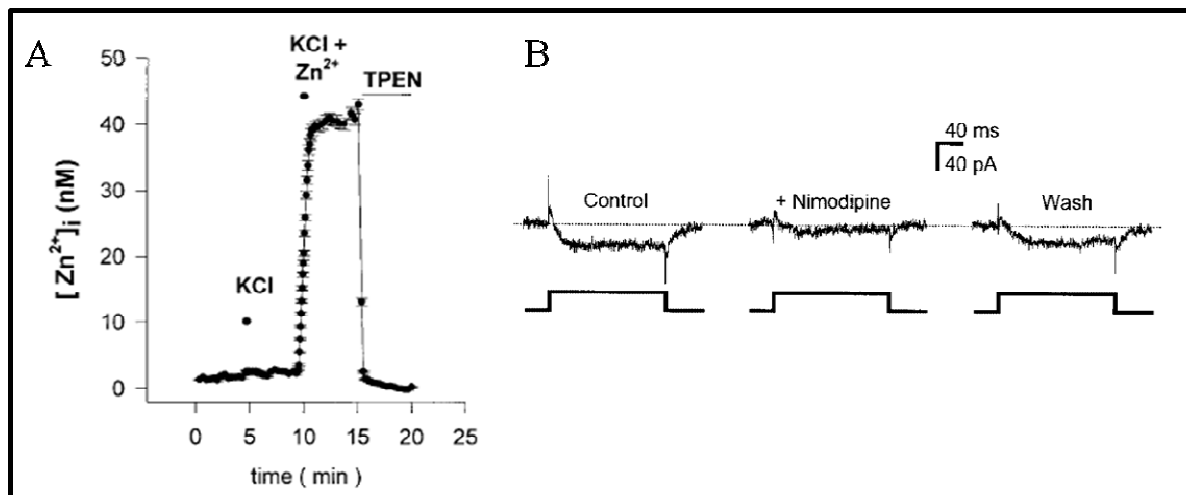 A
KCl +
Zn2+
TPEN
KCl
[Zn2+]i (nM)
50
40
30
20
10
0
0 5 10 15 20 25
time ( min )
B
40 ms
40 pA
Control
+ Nimodipine
Wash